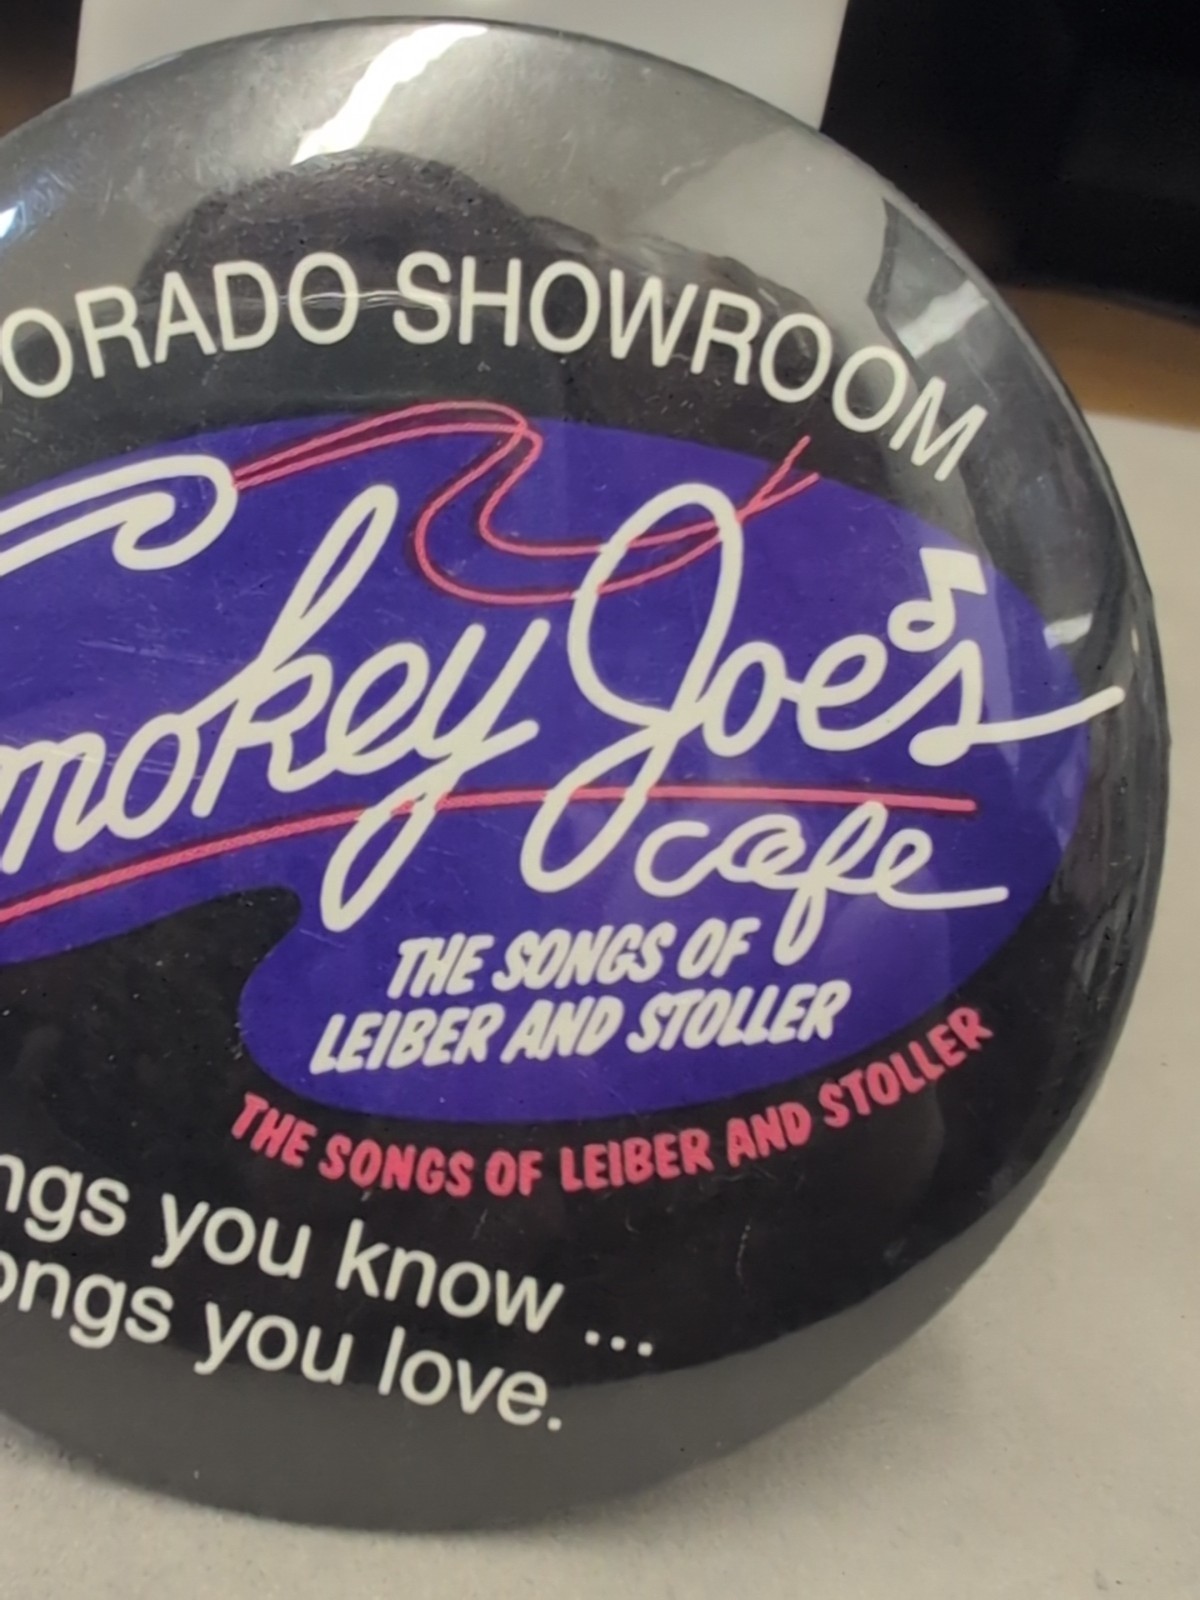 ORADO SHOWROOM
mokey Joe's
cafe
THE SONGS OF
LEIBER AND STOLLER
THE SONGS OF LEIBER AND STOLLER
ngs you know ...
ongs you love.